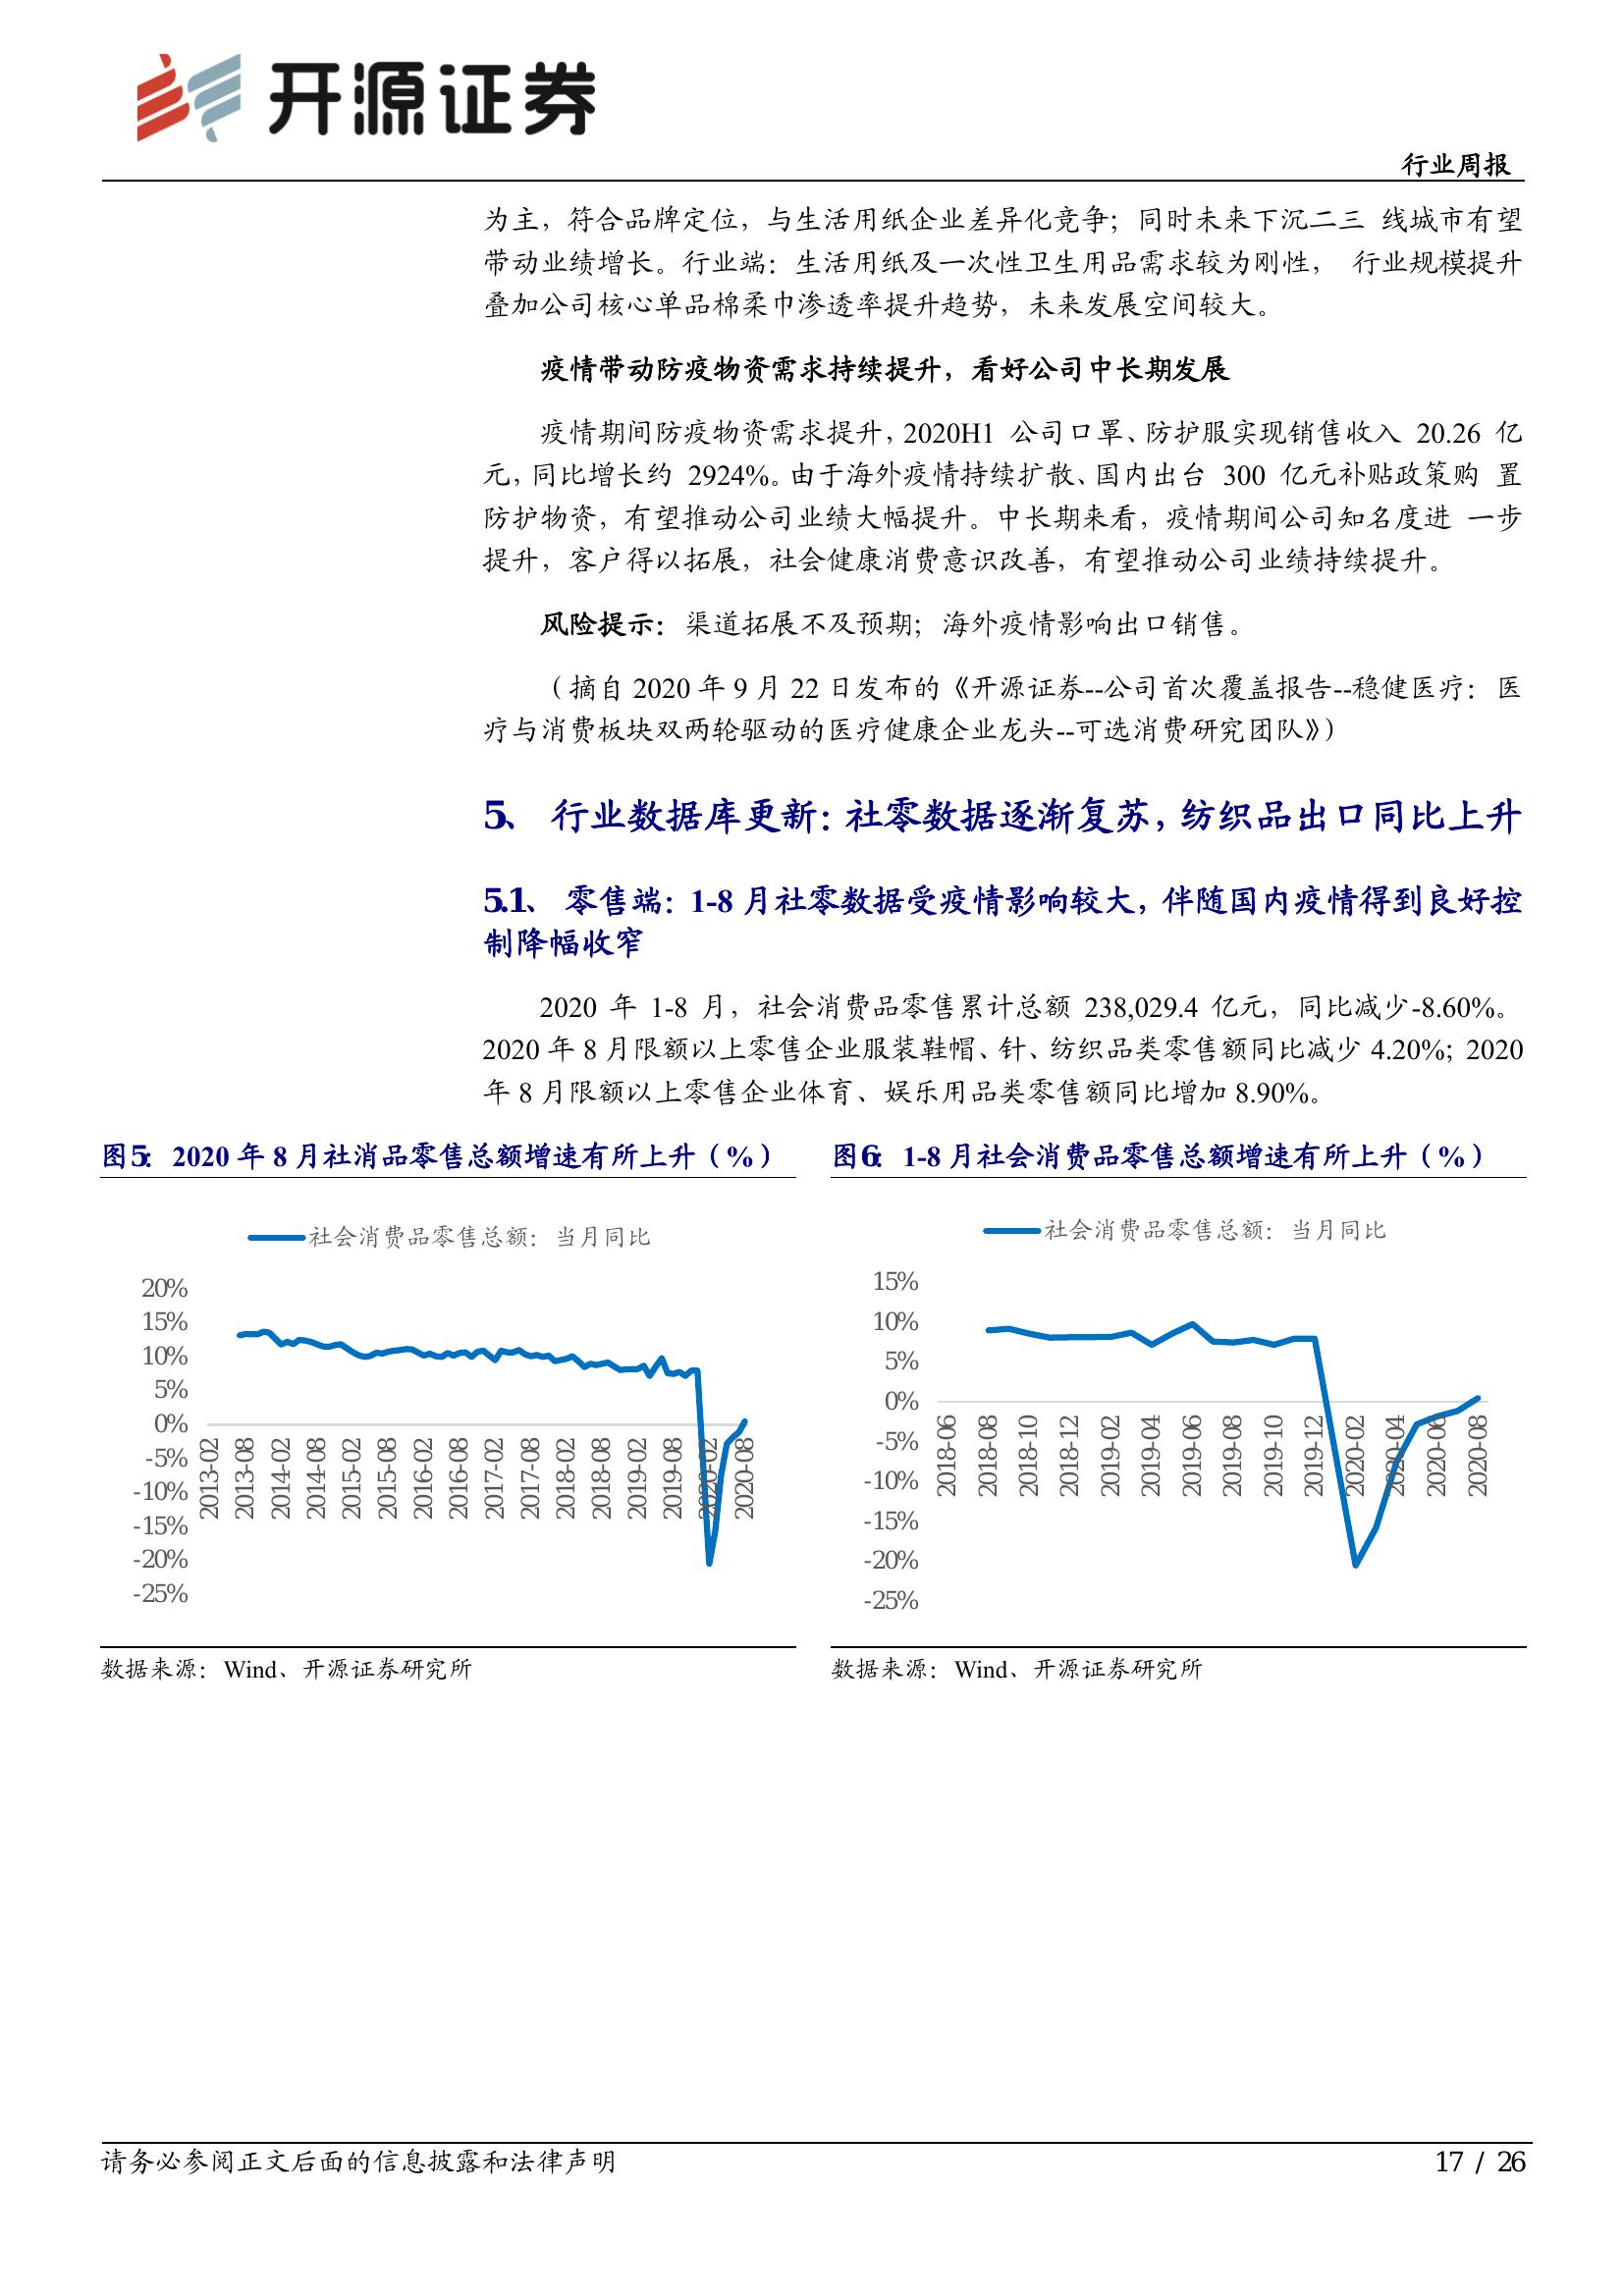 开源证券
行业周报
为主，符合品牌定位，与生活用纸企业差异化竞争；同时未来下沉二三 线城市有望
带动业绩增长。行业端：生活用纸及一次性卫生用品需求较为刚性， 行业规模提升
叠加公司核心单品棉柔巾渗透率提升趋势，未来发展空间较大。
疫情带动防疫物资需求持续提升，看好公司中长期发展
疫情期间防疫物资需求提升，2020H1 公司口罩、防护服实现销售收入 20.26 亿
元，同比增长约 2924%。由于海外疫情持续扩散、国内出台 300 亿元补贴政策购 置
防护物资，有望推动公司业绩大幅提升。中长期来看，疫情期间公司知名度进 一步
提升，客户得以拓展，社会健康消费意识改善，有望推动公司业绩持续提升。
风险提示：渠道拓展不及预期；海外疫情影响出口销售。
（摘自 2020 年 9 月 22 日发布的《开源证券--公司首次覆盖报告--稳健医疗：医
疗与消费板块双两轮驱动的医疗健康企业龙头--可选消费研究团队》）
5、 行业数据库更新：社零数据逐渐复苏，纺织品出口同比上升
5.1、 零售端：1-8 月社零数据受疫情影响较大，伴随国内疫情得到良好控
制降幅收窄
2020 年 1-8 月，社会消费品零售累计总额 238,029.4 亿元，同比减少-8.60%。
2020 年 8 月限额以上零售企业服装鞋帽、针、纺织品类零售额同比减少 4.20%；2020
年 8 月限额以上零售企业体育、娱乐用品类零售额同比增加 8.90%。
图5：2020 年 8 月社消品零售总额增速有所上升（%）
社会消费品零售总额：当月同比
20%
15%
10%
5%
0%
-5%
-10%
-15%
-20%
-25%
2013-02
2013-08
2014-02
2014-08
2015-02
2015-08
2016-02
2016-08
2017-02
2017-08
2018-02
2018-08
2019-02
2019-08
2020-02
2020-08
数据来源：Wind、开源证券研究所
图6：1-8 月社会消费品零售总额增速有所上升（%）
社会消费品零售总额：当月同比
15%
10%
5%
0%
-5%
-10%
-15%
-20%
-25%
2018-06
2018-08
2018-10
2018-12
2019-02
2019-04
2019-06
2019-08
2019-10
2019-12
2020-02
2020-04
2020-06
2020-08
数据来源：Wind、开源证券研究所
请务必参阅正文后面的信息披露和法律声明
17 / 26